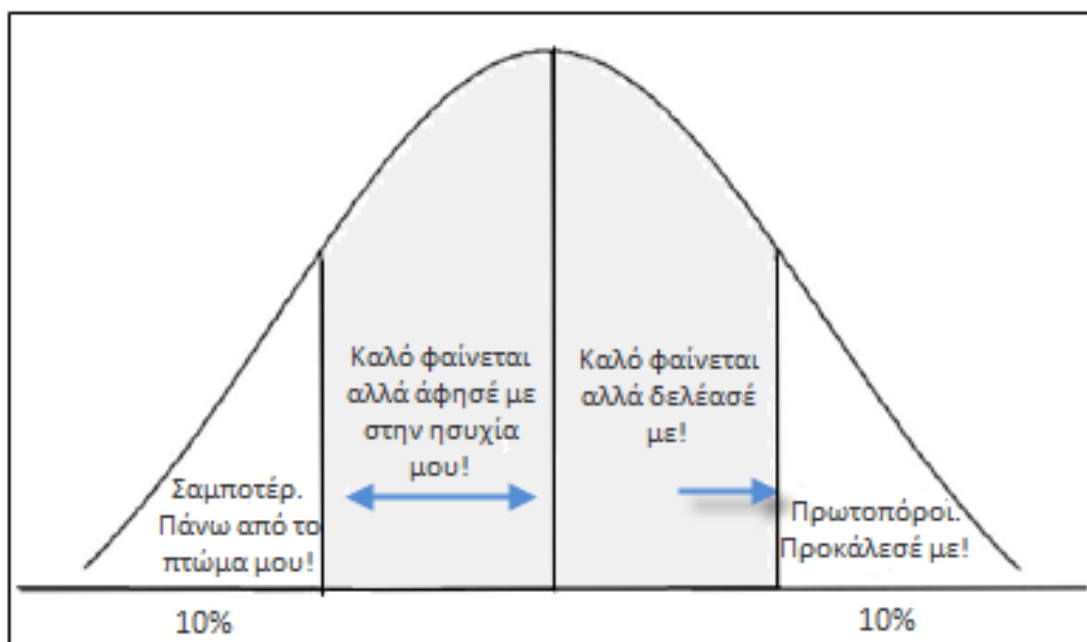 Καλό φαίνεται
αλλά άφησέ με
στην ησυχία
μου!
Καλό φαίνεται
αλλά δελέασέ
με!
Σαμποτέρ.
Πάνω από το
πτώμα μου!
Πρωτοπόροι.
Προκάλεσέ με!
10%
10%